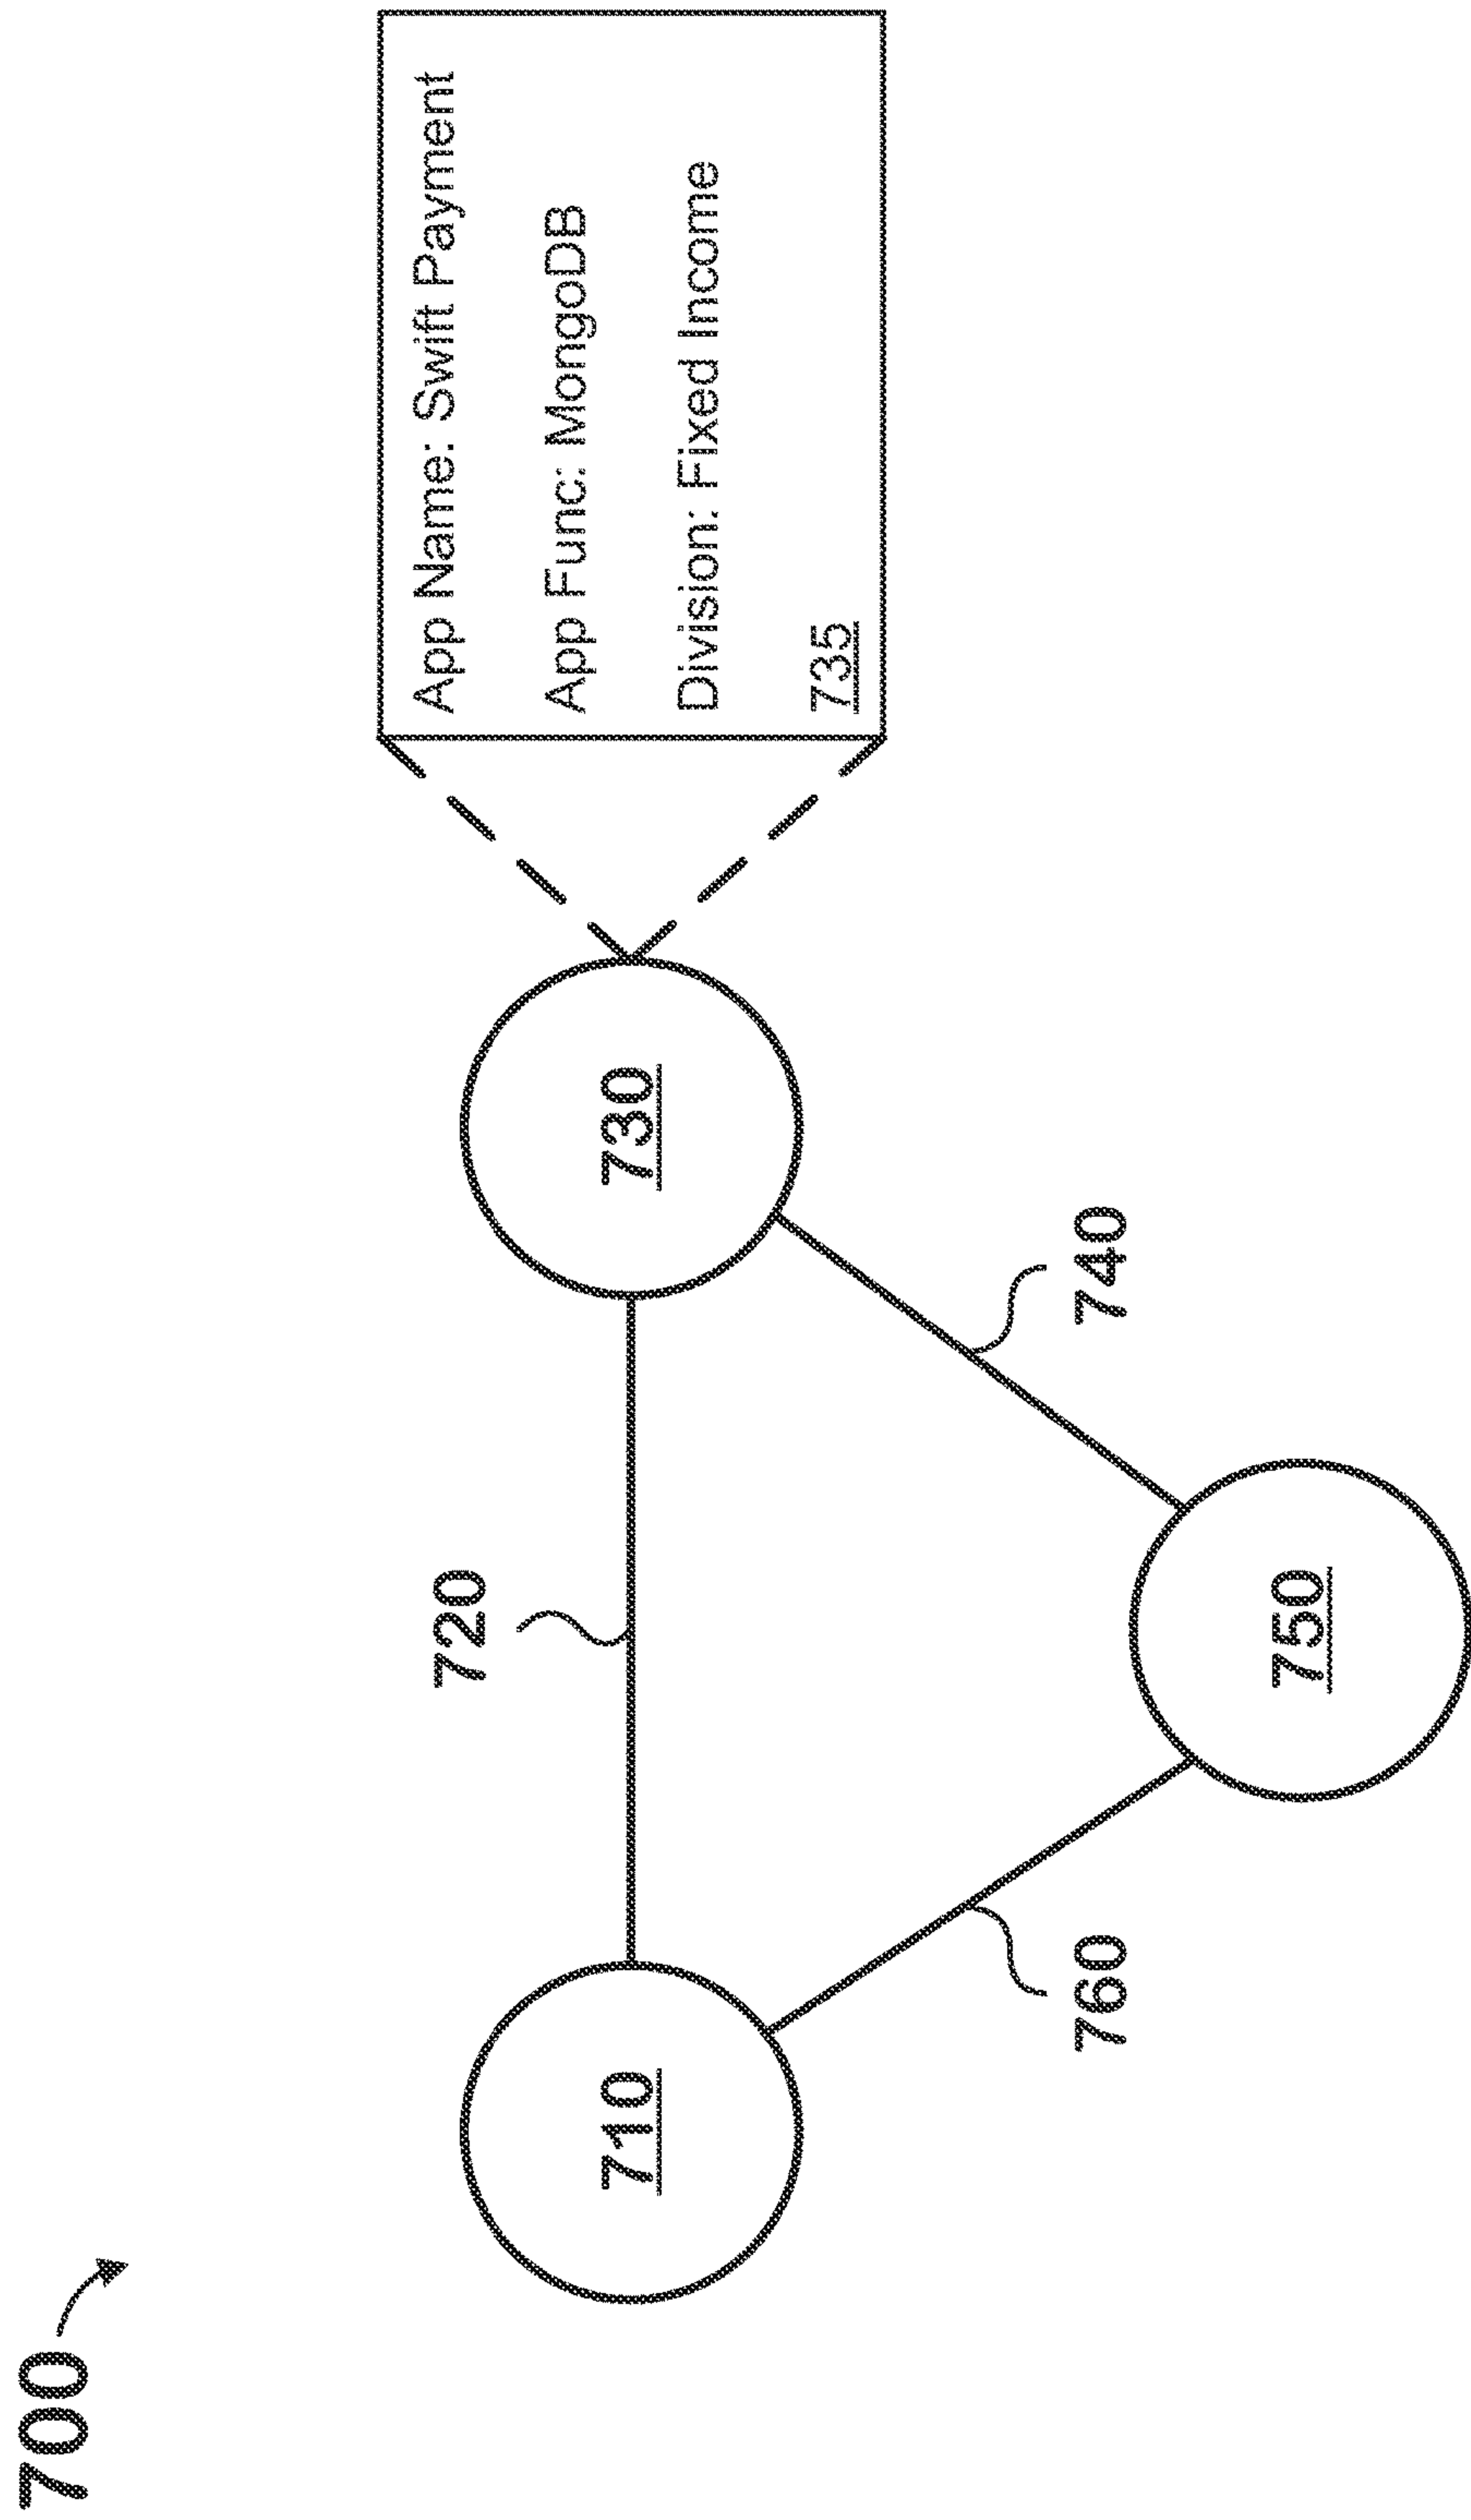 700
App Name: Swift Payment
App Func: MongoDB
Division: Fixed Income
735
720
710
730
760
740
750